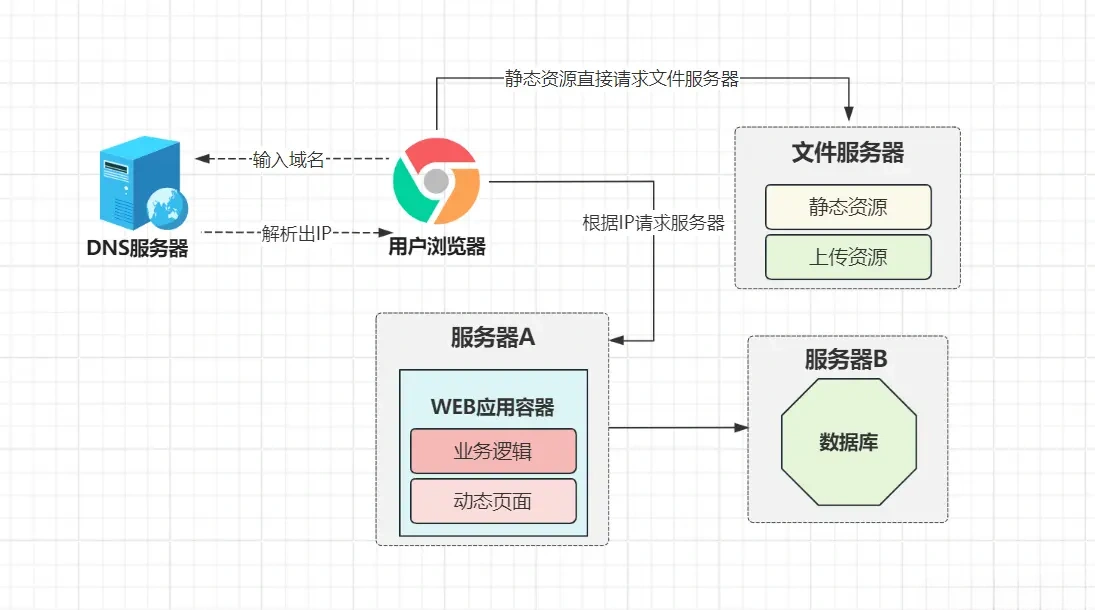 静态资源直接请求文件服务器
文件服务器
静态资源
上传资源
输入域名
解析出IP
DNS服务器
用户浏览器
根据IP请求服务器
服务器A
WEB应用容器
业务逻辑
动态页面
服务器B
数据库